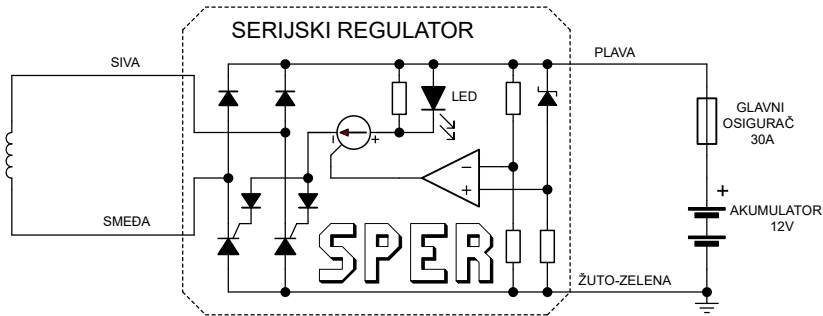 SERIJSKI REGULATOR
SIVA
PLAVA
LED
GLAVNI
OSIGURAČ
30A
- +
- 
+
+
AKUMULATOR
12V
SMEĐA
SPER
ŽUTO-ZELENA